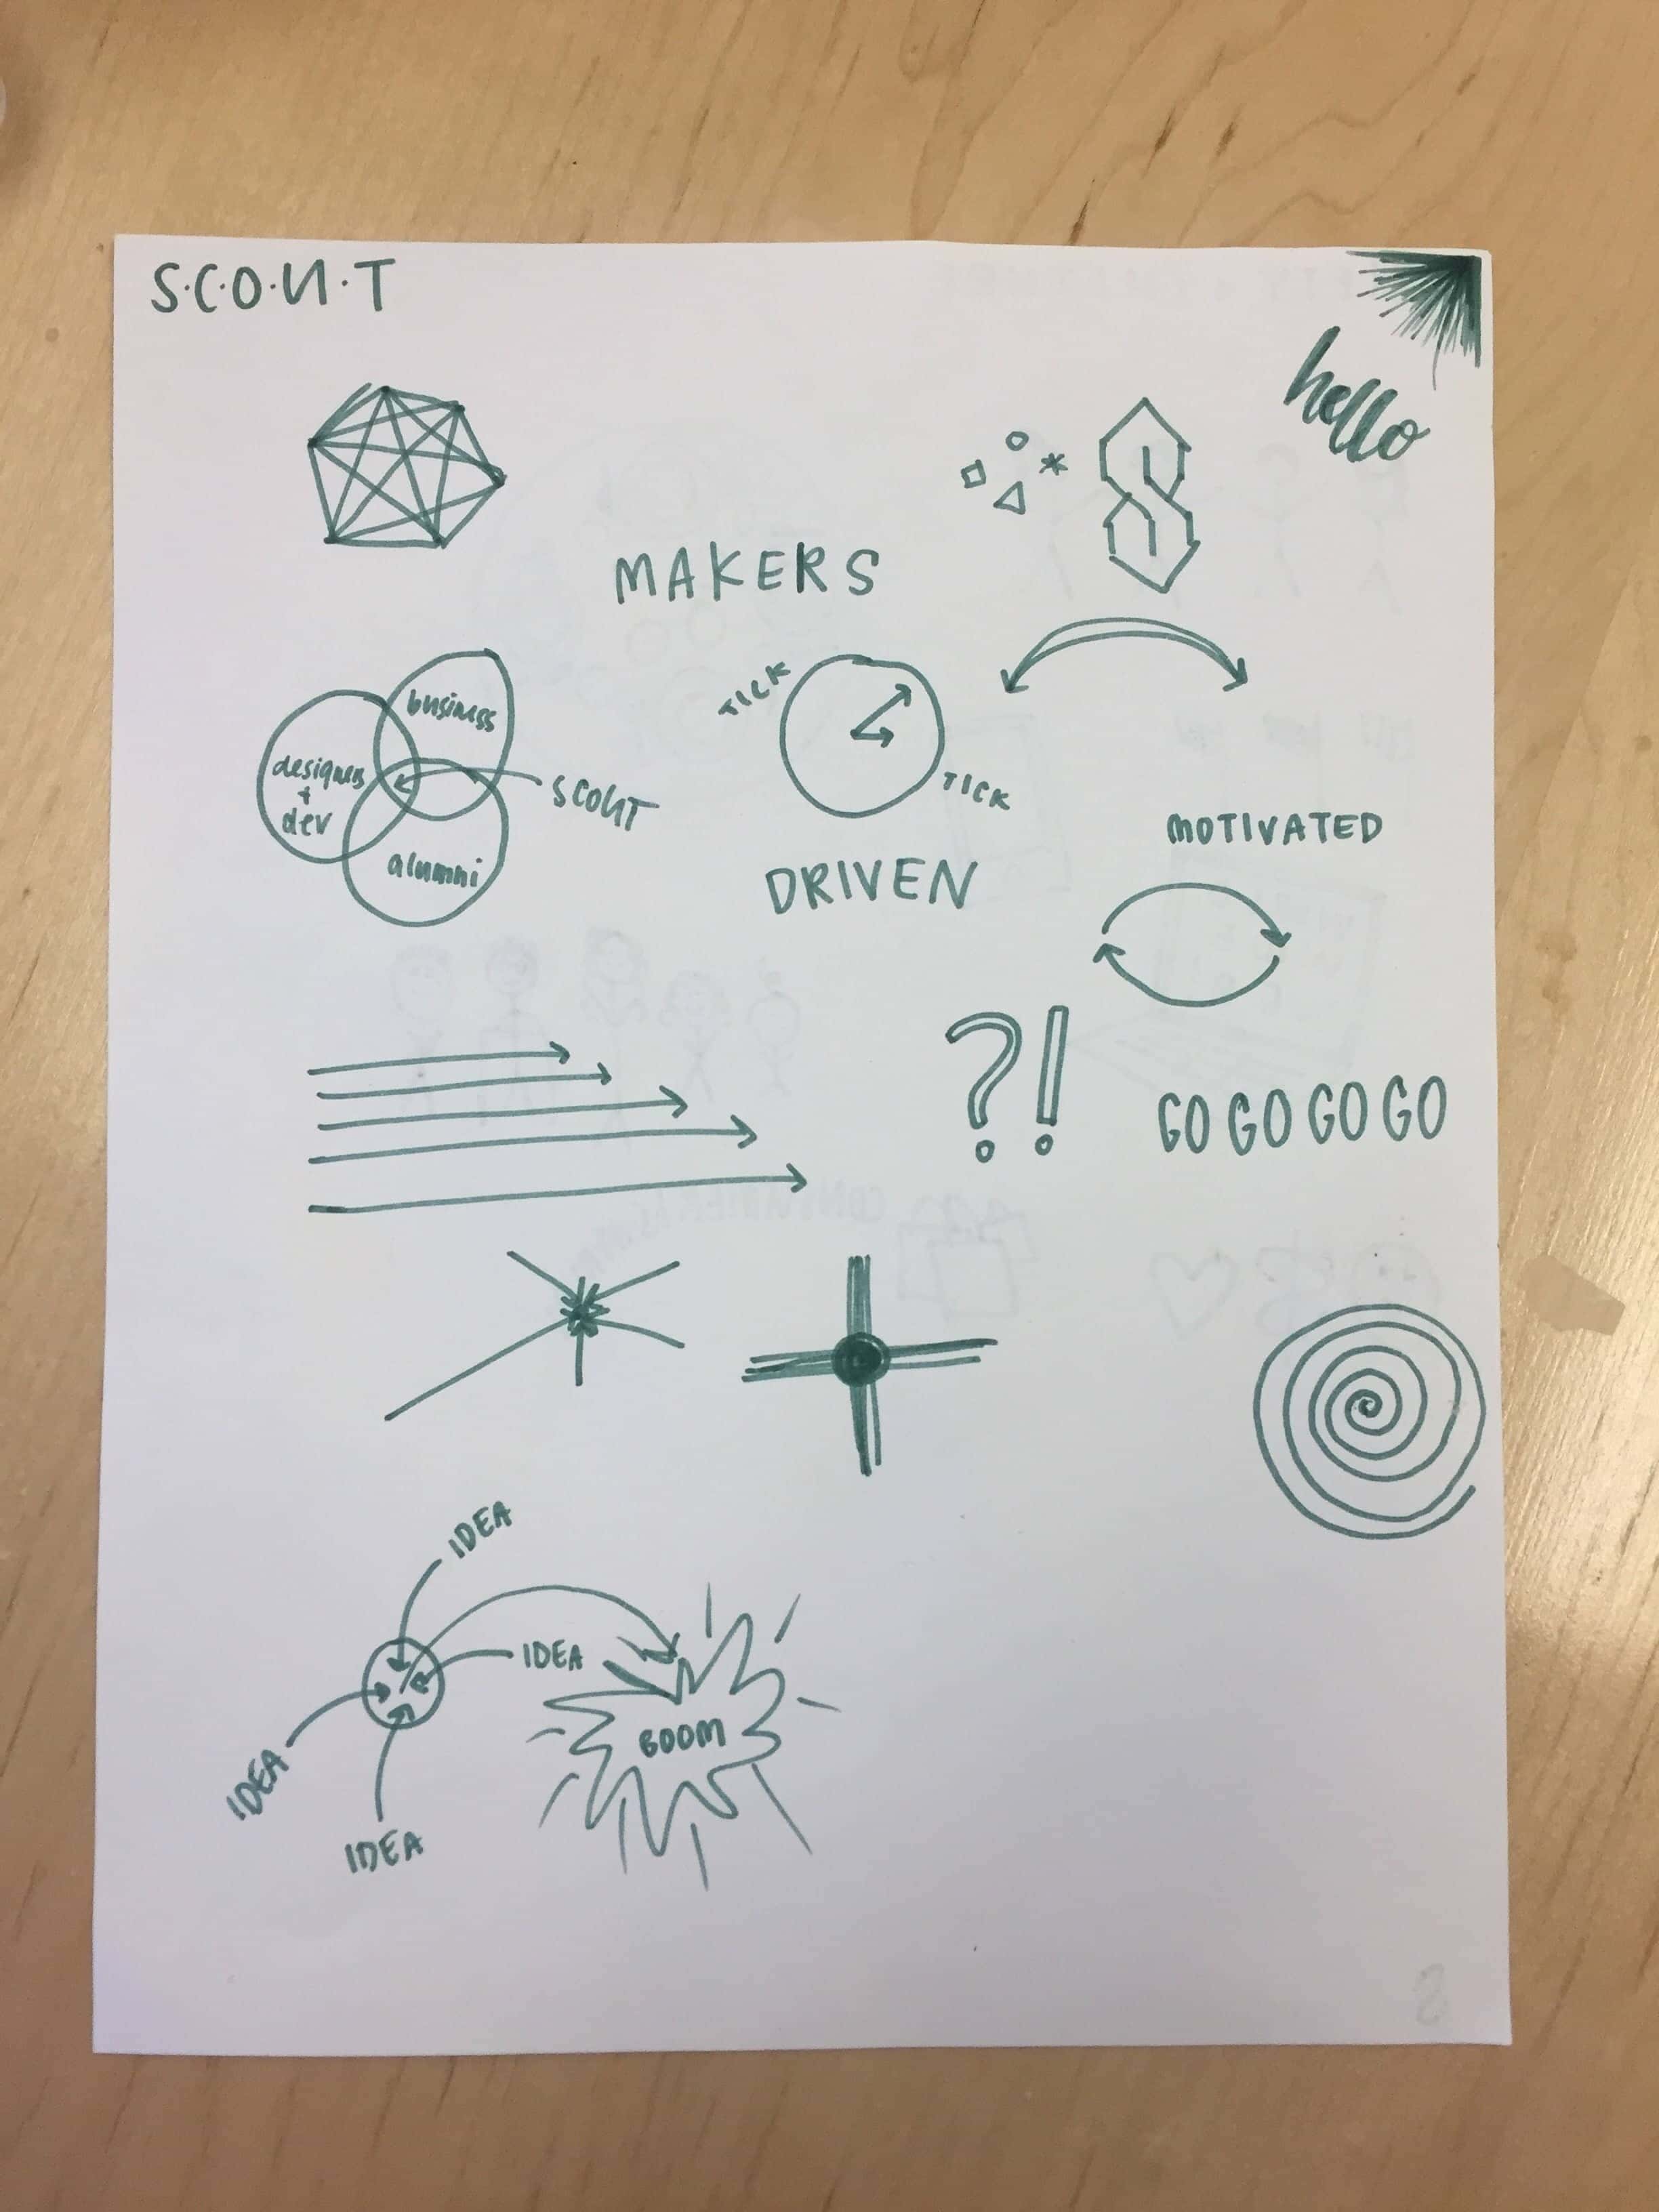 S·C·O·U·T
hello
MAKERS
business
designers
+
dev
alumni
SCOUT
TICK
TICK
DRIVEN
MOTIVATED
?!
GO GO GO GO
IDEA
IDEA
IDEA
IDEA
BOOM